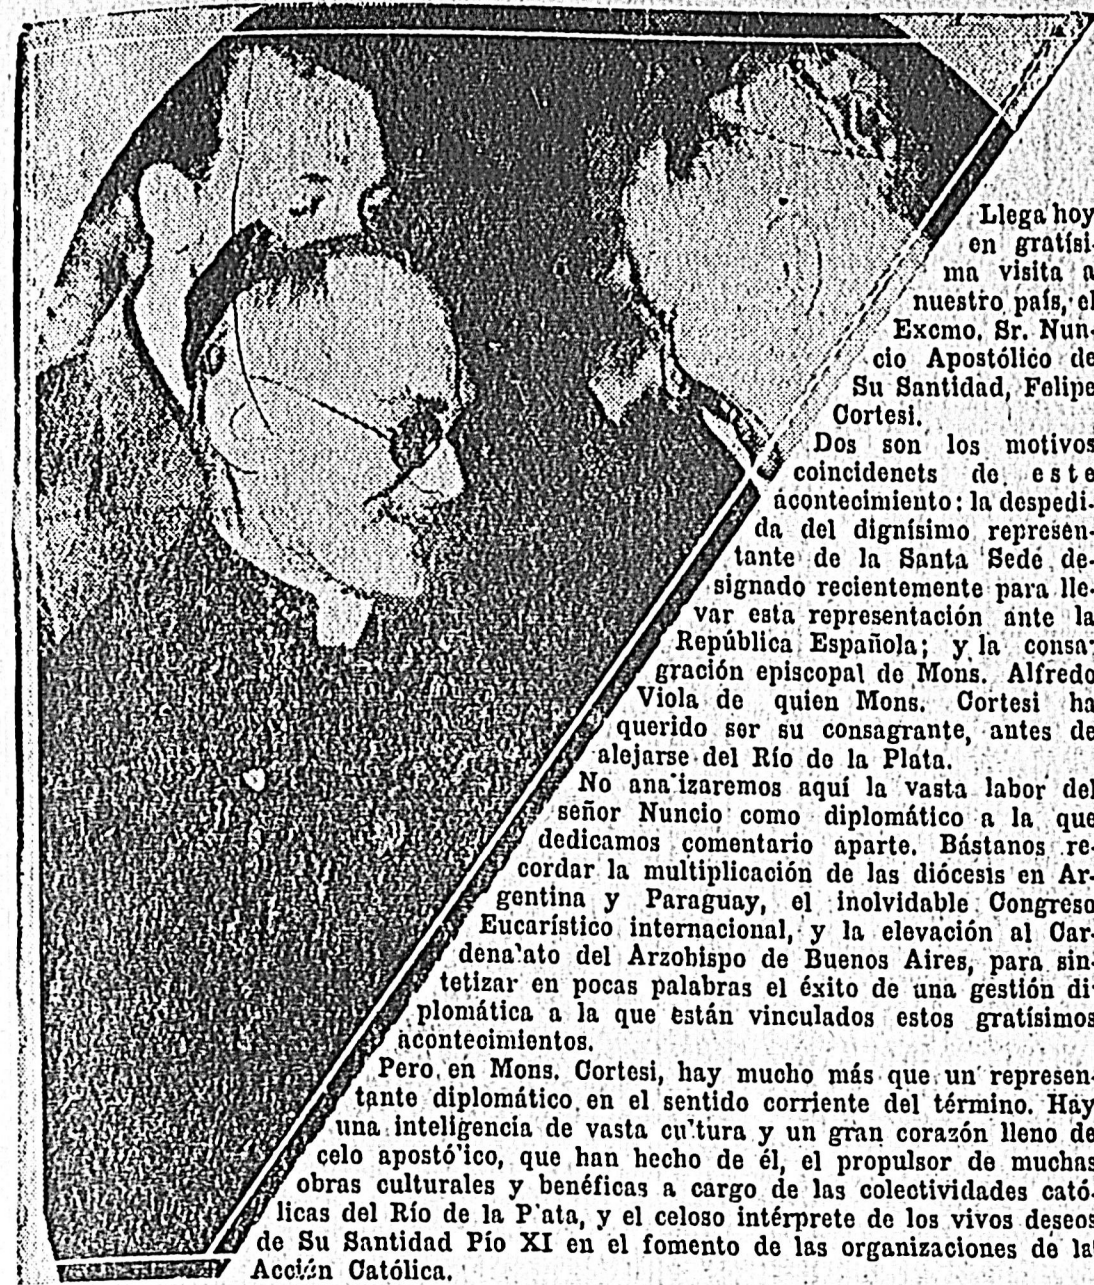 Llega hoy
en gratísi-
ma visita a
nuestro país, el
Excmo. Sr. Nun-
cio Apostólico de
Su Santidad, Felipe
Cortesi.
Dos son los motivos
coincidenets de este
acontecimiento: la despedi-
da del dignísimo represen-
tante de la Santa Sede de-
signado recientemente para lle-
var esta representación ante la
República Española; y la consa-
gración episcopal de Mons. Alfredo
Viola de quien Mons. Cortesi ha
querido ser su consagrante, antes de
alejarse del Río de la Plata.
No ana'izaremos aquí la vasta labor del
señor Nuncio como diplomático a la que
dedicamos comentario aparte. Bástanos re-
cordar la multiplicación de las diócesis en Ar-
gentina y Paraguay, el inolvidable Congreso
Eucarístico internacional, y la elevación al Car-
dena'ato del Arzobispo de Buenos Aires, para sin-
tetizar en pocas palabras el éxito de una gestión di-
plomática a la que están vinculados estos gratísimos
acontecimientos.
Pero en Mons. Cortesi, hay mucho más que un represen-
tante diplomático en el sentido corriente del término. Hay
una inteligencia de vasta cu'tura y un gran corazón lleno de
celo apostó'ico, que han hecho de él, el propulsor de muchas
obras culturales y benéficas a cargo de las colectividades cató-
licas del Río de la P'ata, y el celoso intérprete de los vivos deseos
de Su Santidad Pío XI en el fomento de las organizaciones de la
Acción Católica.